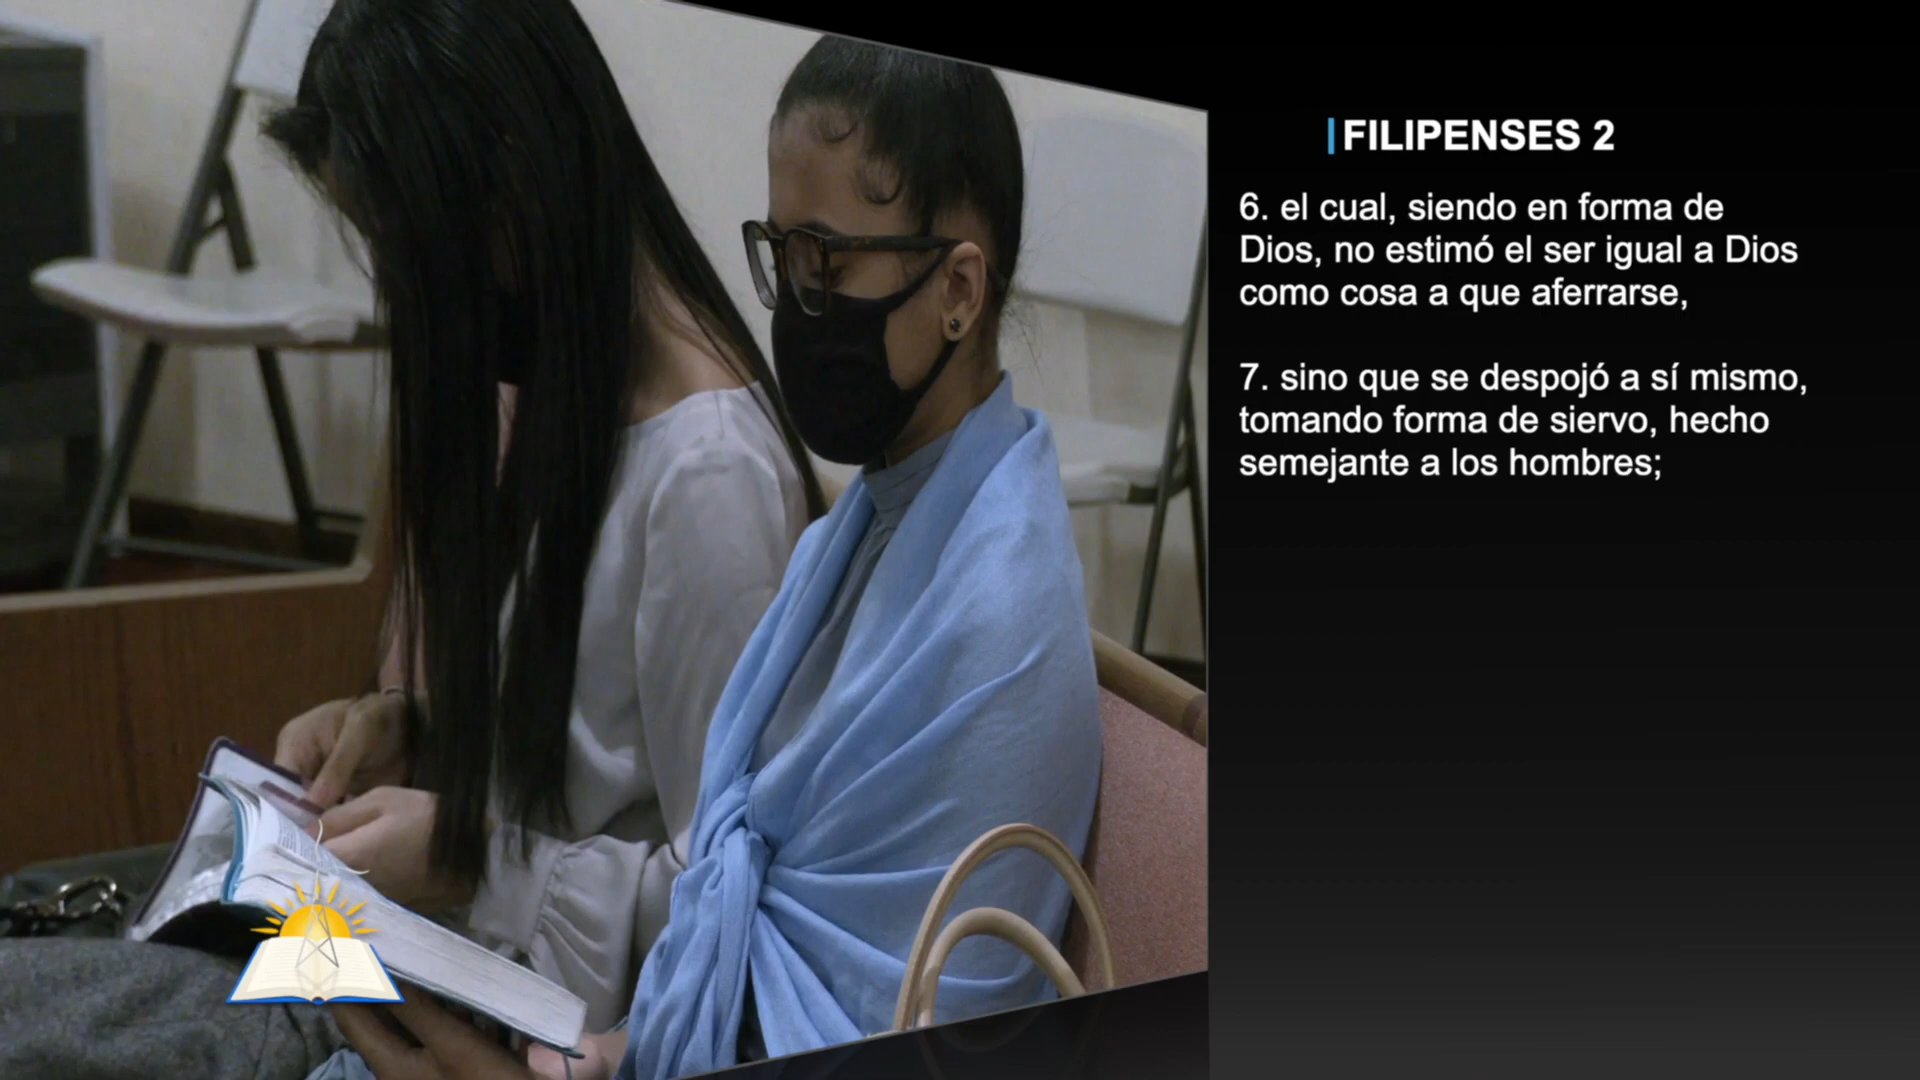 FILIPENSES 2
6. el cual, siendo en forma de
Dios, no estimó el ser igual a Dios
como cosa a que aferrarse,
7. sino que se despojó a sí mismo,
tomando forma de siervo, hecho
semejante a los hombres;